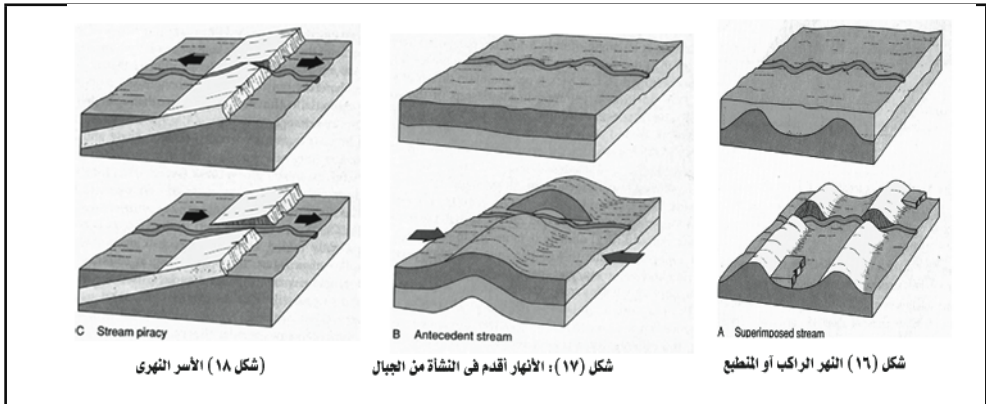 C Stream piracy
B Antecedent stream
A Superimposed stream
شكل (١٦) النهر الراكب أو المنطبع
شكل (١٧): الأنهار أقدم فى النشأة من الجبال
(شكل ١٨) الأسر النهرى